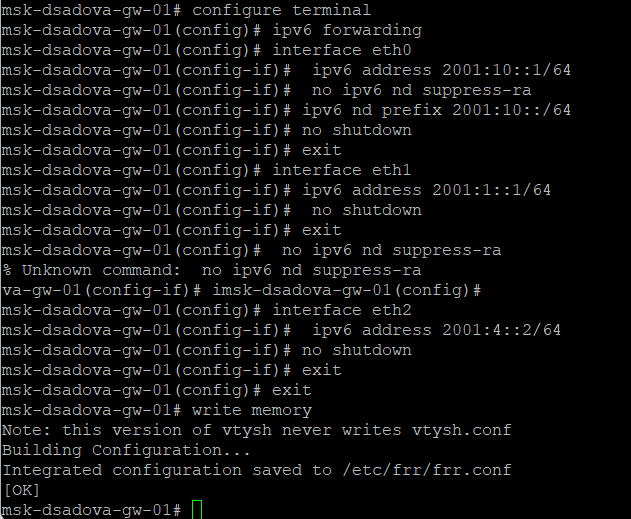 msk-dsadova-gw-01# configure terminal
msk-dsadova-gw-01(config)# ipv6 forwarding
msk-dsadova-gw-01(config)# interface eth0
msk-dsadova-gw-01(config-if)#  ipv6 address 2001:10::1/64
msk-dsadova-gw-01(config-if)#  no ipv6 nd suppress-ra
msk-dsadova-gw-01(config-if)# ipv6 nd prefix 2001:10::/64
msk-dsadova-gw-01(config-if)# no shutdown
msk-dsadova-gw-01(config-if)# exit
msk-dsadova-gw-01(config)# interface eth1
msk-dsadova-gw-01(config-if)# ipv6 address 2001:1::1/64
msk-dsadova-gw-01(config-if)#  no shutdown
msk-dsadova-gw-01(config-if)# exit
msk-dsadova-gw-01(config)#  no ipv6 nd suppress-ra
% Unknown command:  no ipv6 nd suppress-ra
va-gw-01(config-if)# imsk-dsadova-gw-01(config)#
msk-dsadova-gw-01(config)# interface eth2
msk-dsadova-gw-01(config-if)#  ipv6 address 2001:4::2/64
msk-dsadova-gw-01(config-if)# no shutdown
msk-dsadova-gw-01(config-if)# exit
msk-dsadova-gw-01(config)# exit
msk-dsadova-gw-01# write memory
Note: this version of vtysh never writes vtysh.conf
Building Configuration...
Integrated configuration saved to /etc/frr/frr.conf
[OK]
msk-dsadova-gw-01#